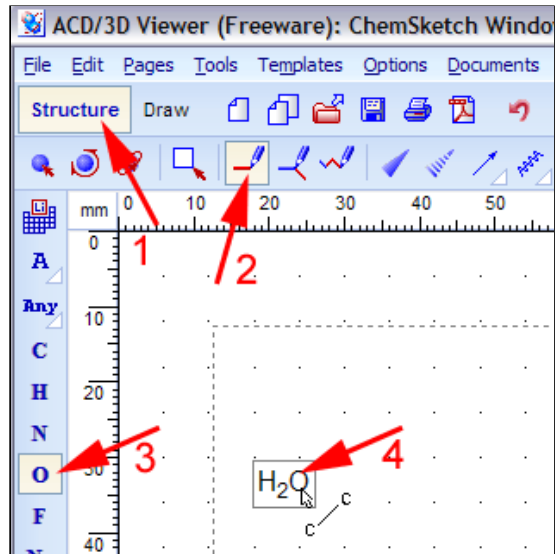 ACD/3D Viewer (Freeware): ChemSketch Windo
File Edit Pages Tools Templates Options Documents
Structure Draw
Li
mm 0 10 20 30 40 50
1 2
0
A
Any
10
C
H
20
N
3 4
O
30
H₂O
C
F
C
40